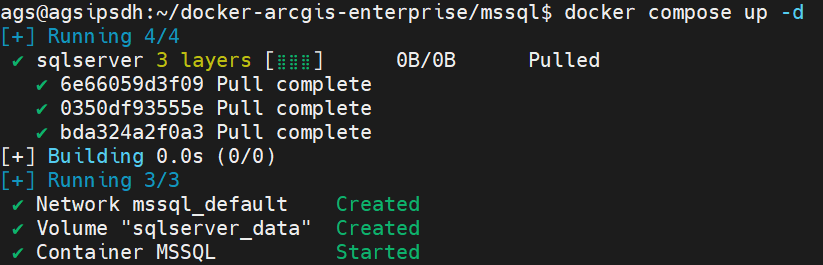 ags@agsipsdh:~/docker-arcgis-enterprise/mssql$ docker compose up -d
[+] Running 4/4
✔ sqlserver 3 layers [⣿⣿⣿] 0B/0B Pulled
✔ 6e66059d3f09 Pull complete
✔ 0350df93555e Pull complete
✔ bda324a2f0a3 Pull complete
[+] Building 0.0s (0/0)
[+] Running 3/3
✔ Network mssql_default Created
✔ Volume "sqlserver_data" Created
✔ Container MSSQL Started